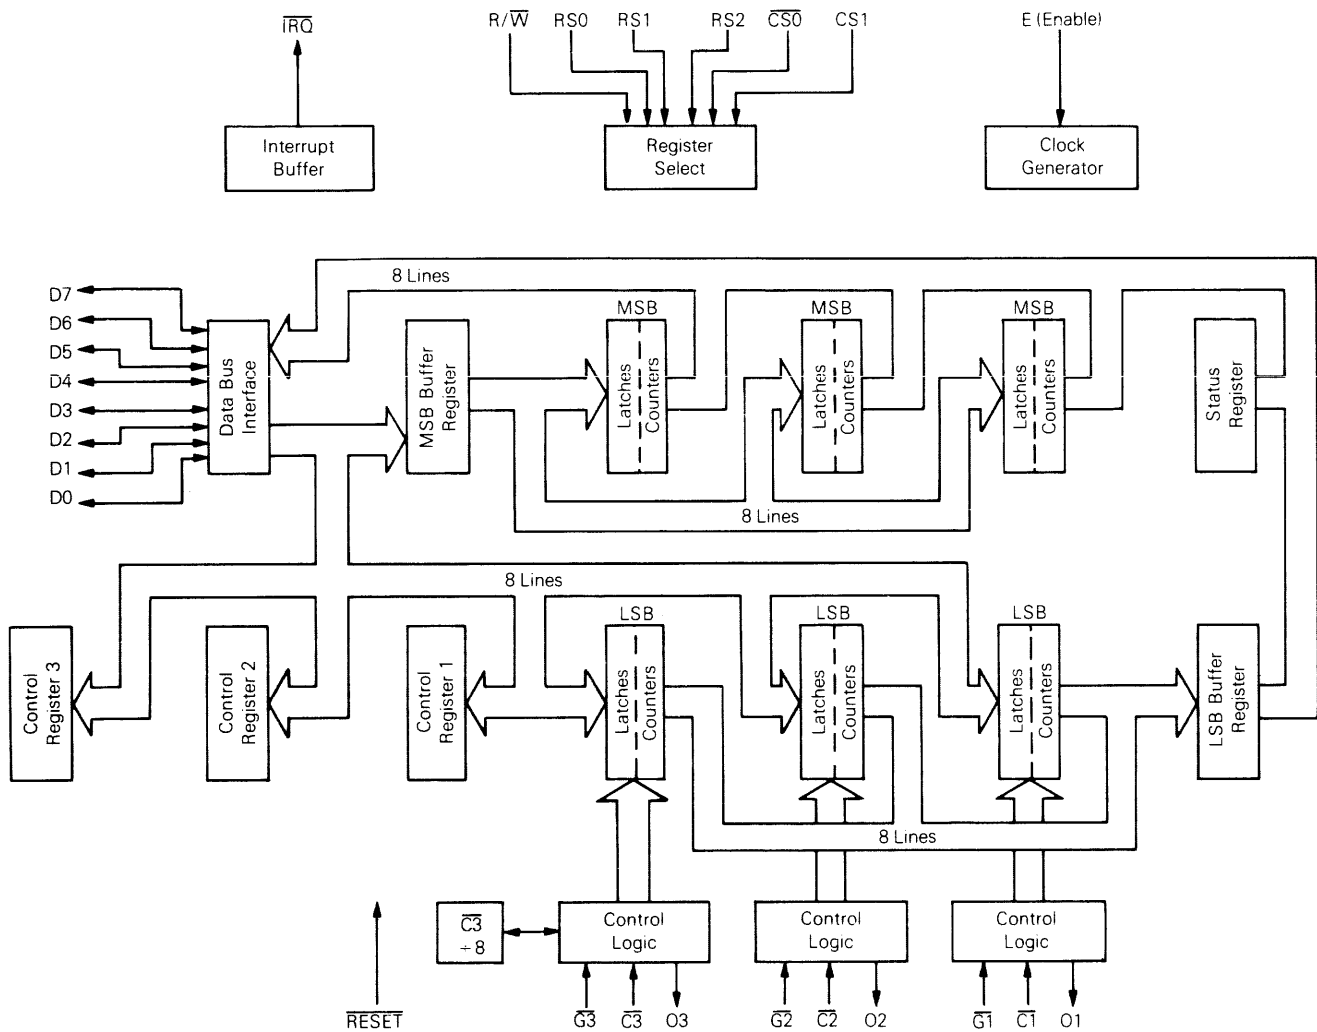 IRQ
R/W RS0 RS1 RS2 CS0 CS1
E (Enable)
Interrupt
Buffer
Register
Select
Clock
Generator
8 Lines
D7
D6
D5
D4
D3
D2
D1
D0
Data Bus
Interface
MSB Buffer
Register
MSB
Latches
Counters
MSB
Latches
Counters
MSB
Latches
Counters
Status
Register
8 Lines
8 Lines
Control
Register 3
Control
Register 2
Control
Register 1
LSB
Latches
Counters
LSB
Latches
Counters
LSB
Latches
Counters
LSB Buffer
Register
8 Lines
C3
÷ 8
Control
Logic
Control
Logic
Control
Logic
RESET
G3 C3 O3
G2 C2 O2
G1 C1 O1